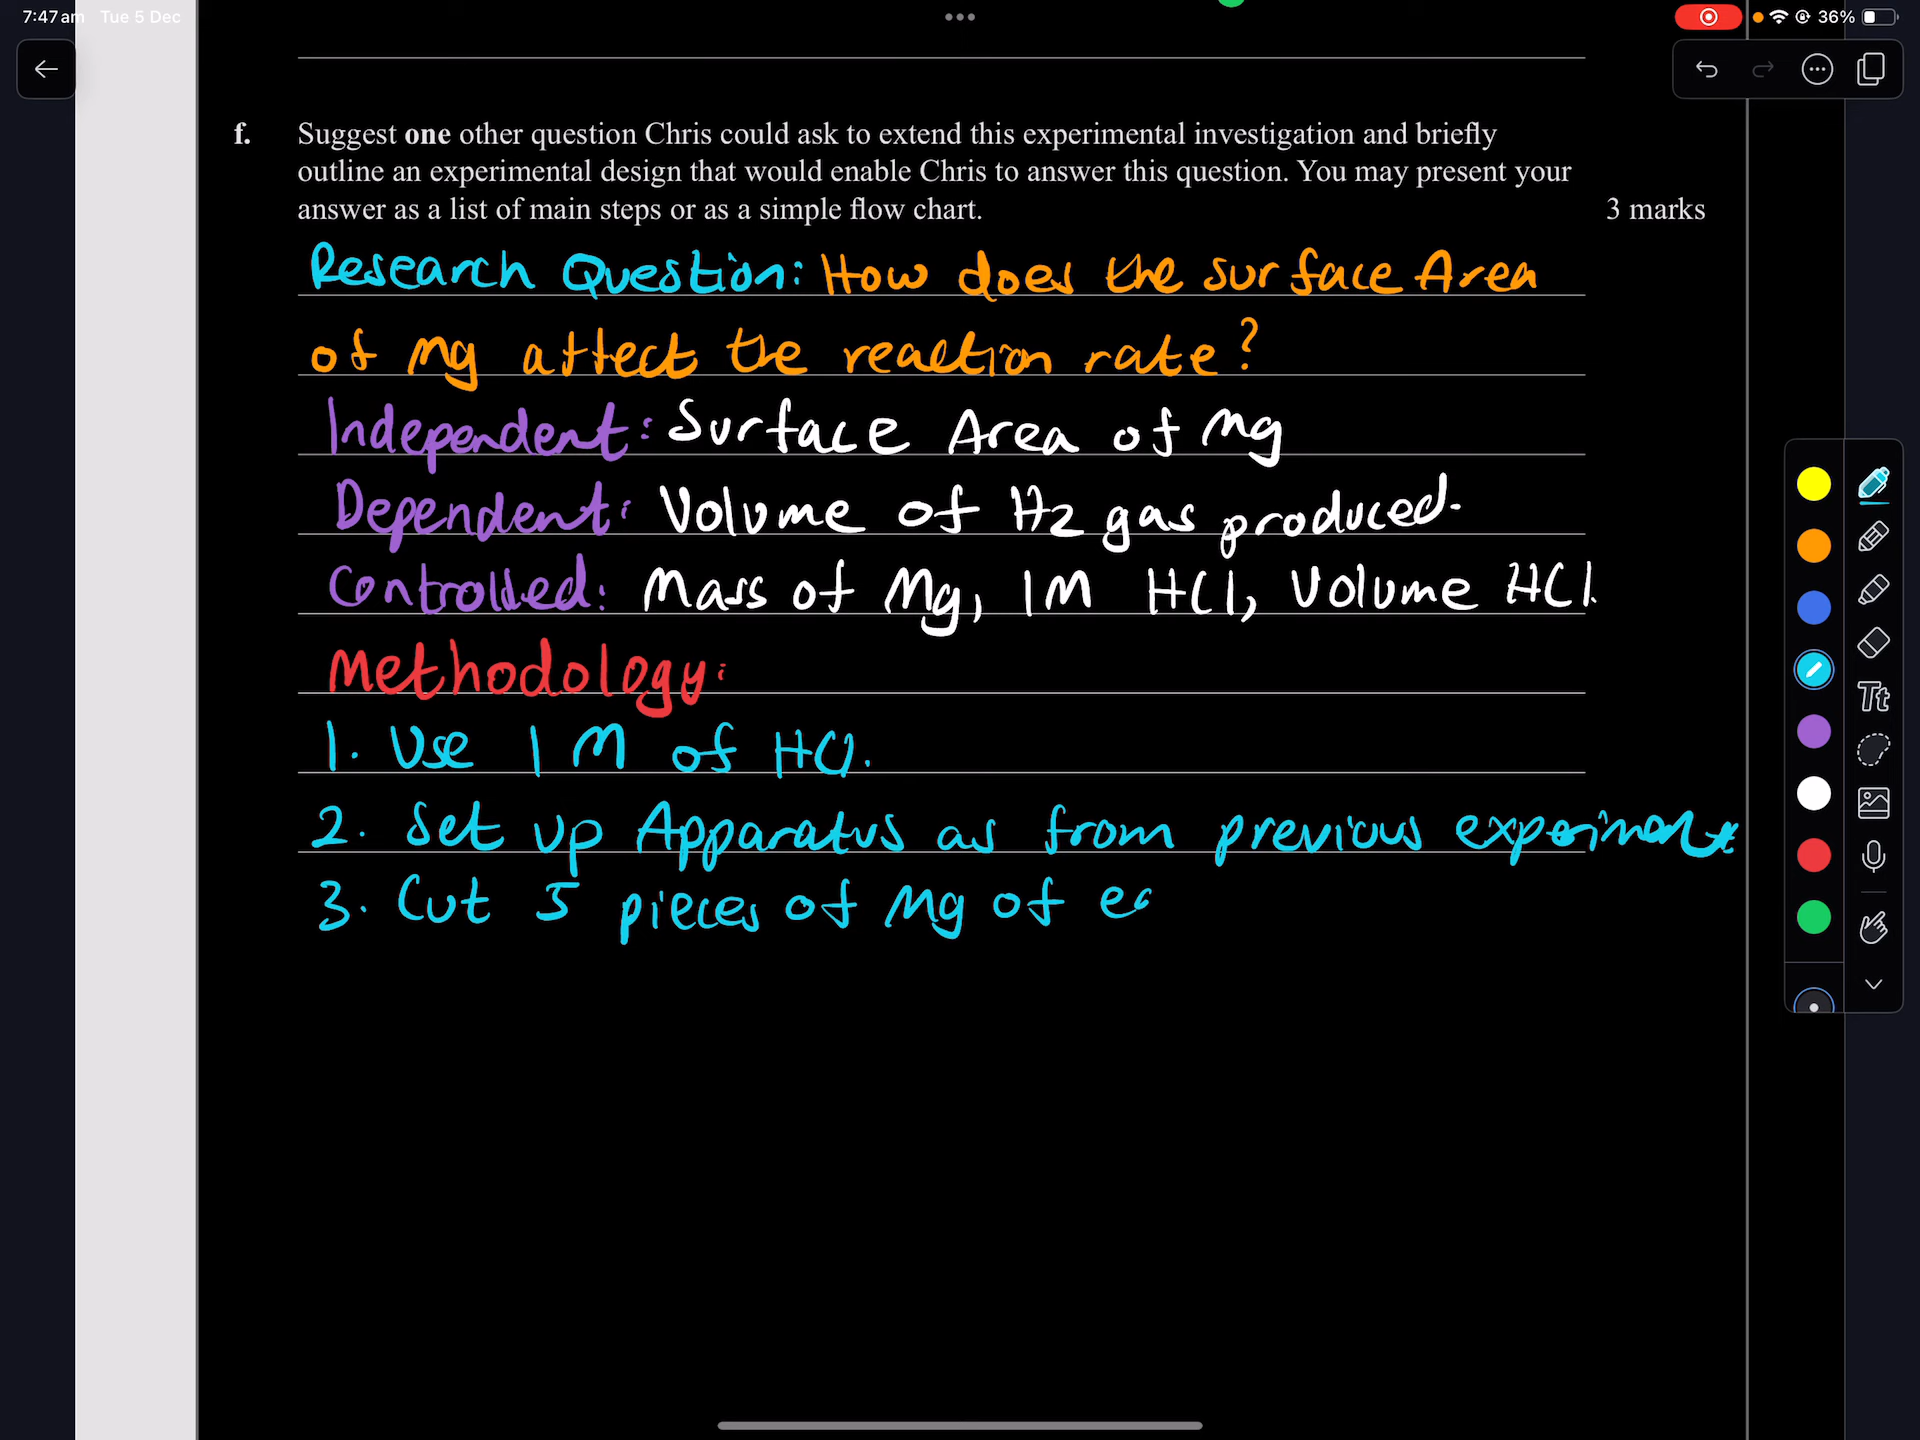 7:47am Tue 5 Dec
36%
f. Suggest one other question Chris could ask to extend this experimental investigation and briefly
outline an experimental design that would enable Chris to answer this question. You may present your
answer as a list of main steps or as a simple flow chart. 3 marks
Research Question: How does the surface Area
of Mg affect the reaction rate?
Independent: Surface Area of Mg
Dependent: Volume of H2 gas produced.
Controlled: Mass of Mg, 1M HCl, Volume HCl.
Methodology:
1. Use 1 M of HCl.
2. Set up Apparatus as from previous experiment.
3. Cut 5 pieces of Mg of
Tt